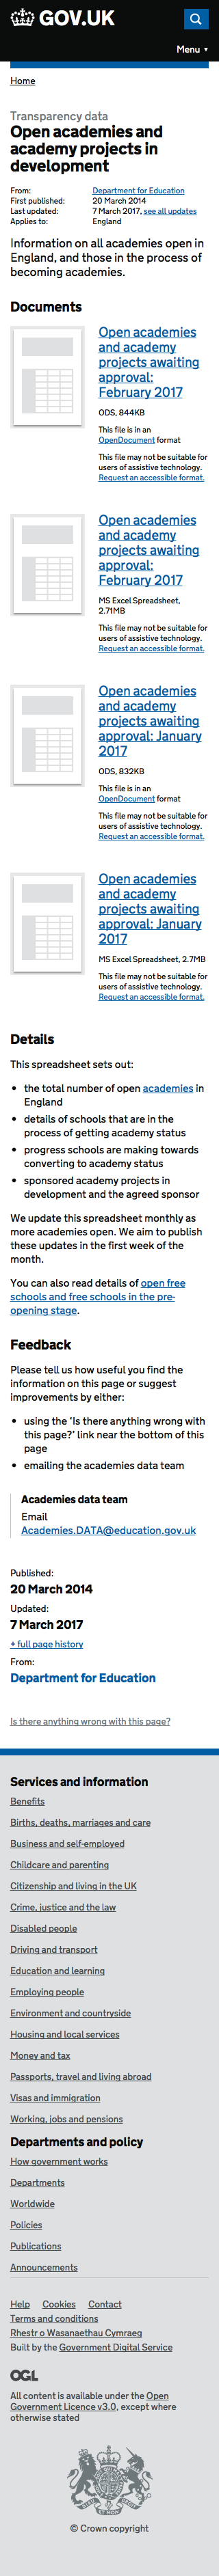 GOV.UK
Menu ▼
Home
Transparency data
Open academies and
academy projects in
development
From: Department for Education
First published: 20 March 2014
Last updated: 7 March 2017, see all updates
Applies to: England
Information on all academies open in
England, and those in the process of
becoming academies.
Documents
Open academies
and academy
projects awaiting
approval:
February 2017
ODS, 844KB
This file is in an
OpenDocument format
This file may not be suitable for
users of assistive technology.
Request an accessible format.
Open academies
and academy
projects awaiting
approval:
February 2017
MS Excel Spreadsheet,
2.71MB
This file may not be suitable for
users of assistive technology.
Request an accessible format.
Open academies
and academy
projects awaiting
approval: January
2017
ODS, 832KB
This file is in an
OpenDocument format
This file may not be suitable for
users of assistive technology.
Request an accessible format.
Open academies
and academy
projects awaiting
approval: January
2017
MS Excel Spreadsheet, 2.7MB
This file may not be suitable for
users of assistive technology.
Request an accessible format.
Details
This spreadsheet sets out:
• the total number of open academies in
England
• details of schools that are in the
process of getting academy status
• progress schools are making towards
converting to academy status
• sponsored academy projects in
development and the agreed sponsor
We update this spreadsheet monthly as
more academies open. We aim to publish
these updates in the first week of the
month.
You can also read details of open free
schools and free schools in the pre-
opening stage.
Feedback
Please tell us how useful you find the
information on this page or suggest
improvements by either:
• using the ‘Is there anything wrong with
this page?’ link near the bottom of this
page
• emailing the academies data team
Academies data team
Email
Academies.DATA@education.gov.uk
Published:
20 March 2014
Updated:
7 March 2017
+ full page history
From:
Department for Education
Is there anything wrong with this page?
Services and information
Benefits
Births, deaths, marriages and care
Business and self-employed
Childcare and parenting
Citizenship and living in the UK
Crime, justice and the law
Disabled people
Driving and transport
Education and learning
Employing people
Environment and countryside
Housing and local services
Money and tax
Passports, travel and living abroad
Visas and immigration
Working, jobs and pensions
Departments and policy
How government works
Departments
Worldwide
Policies
Publications
Announcements
Help Cookies Contact
Terms and conditions
Rhestr o Wasanaethau Cymraeg
Built by the Government Digital Service
OGL
All content is available under the Open
Government Licence v3.0, except where
otherwise stated
© Crown copyright